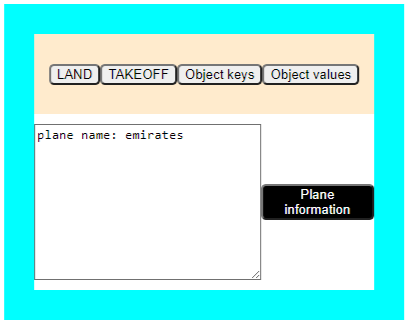 LAND TAKEOFF Object keys Object values
plane name: emirates
Plane
information